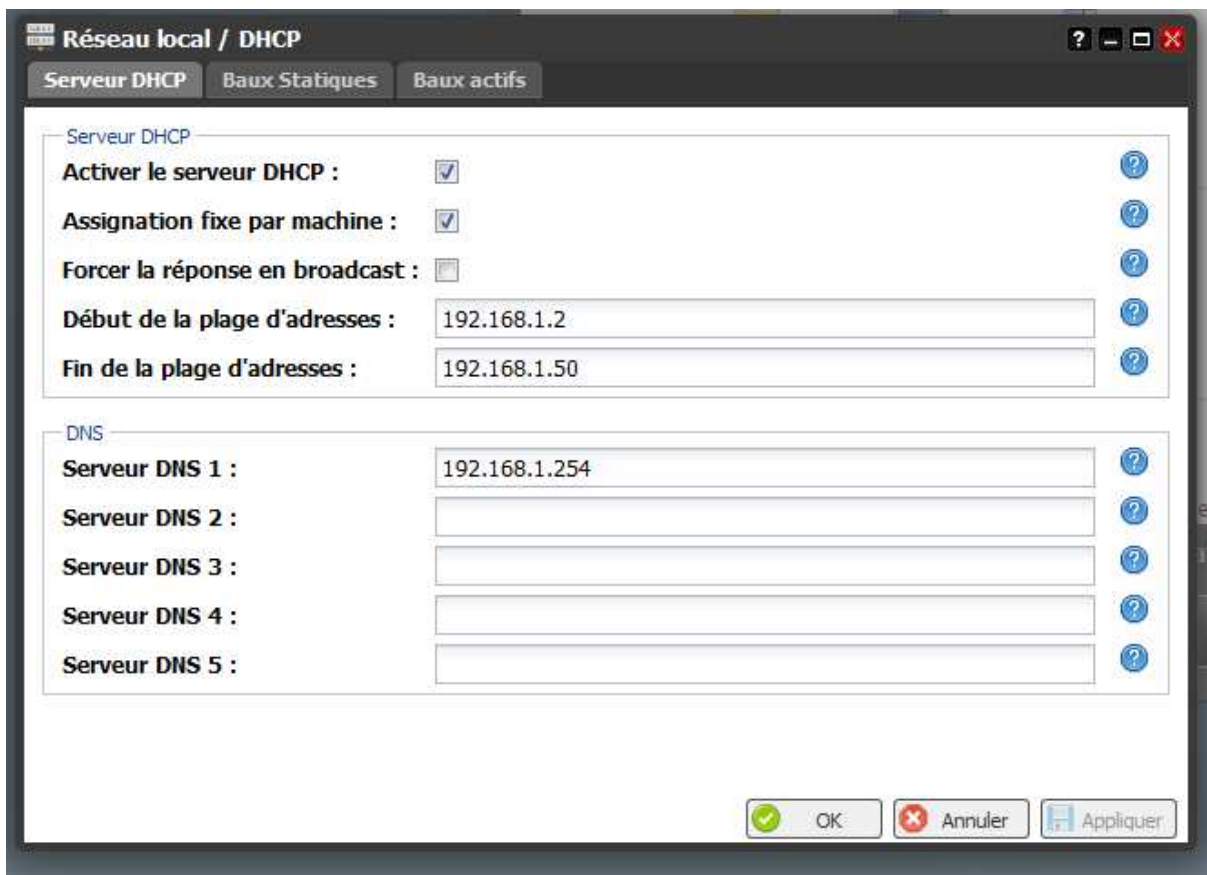 Réseau local / DHCP
Serveur DHCP Baux Statiques Baux actifs
Serveur DHCP
Activer le serveur DHCP :
Assignation fixe par machine :
Forcer la réponse en broadcast :
Début de la plage d'adresses : 192.168.1.2
Fin de la plage d'adresses : 192.168.1.50
DNS
Serveur DNS 1 : 192.168.1.254
Serveur DNS 2 :
Serveur DNS 3 :
Serveur DNS 4 :
Serveur DNS 5 :
OK Annuler Appliquer